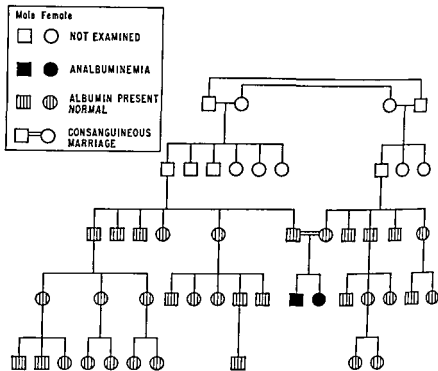 Male Female
NOT EXAMINED
ANALBUMINEMIA
ALBUMIN PRESENT
NORMAL
CONSANGUINEOUS
MARRIAGE